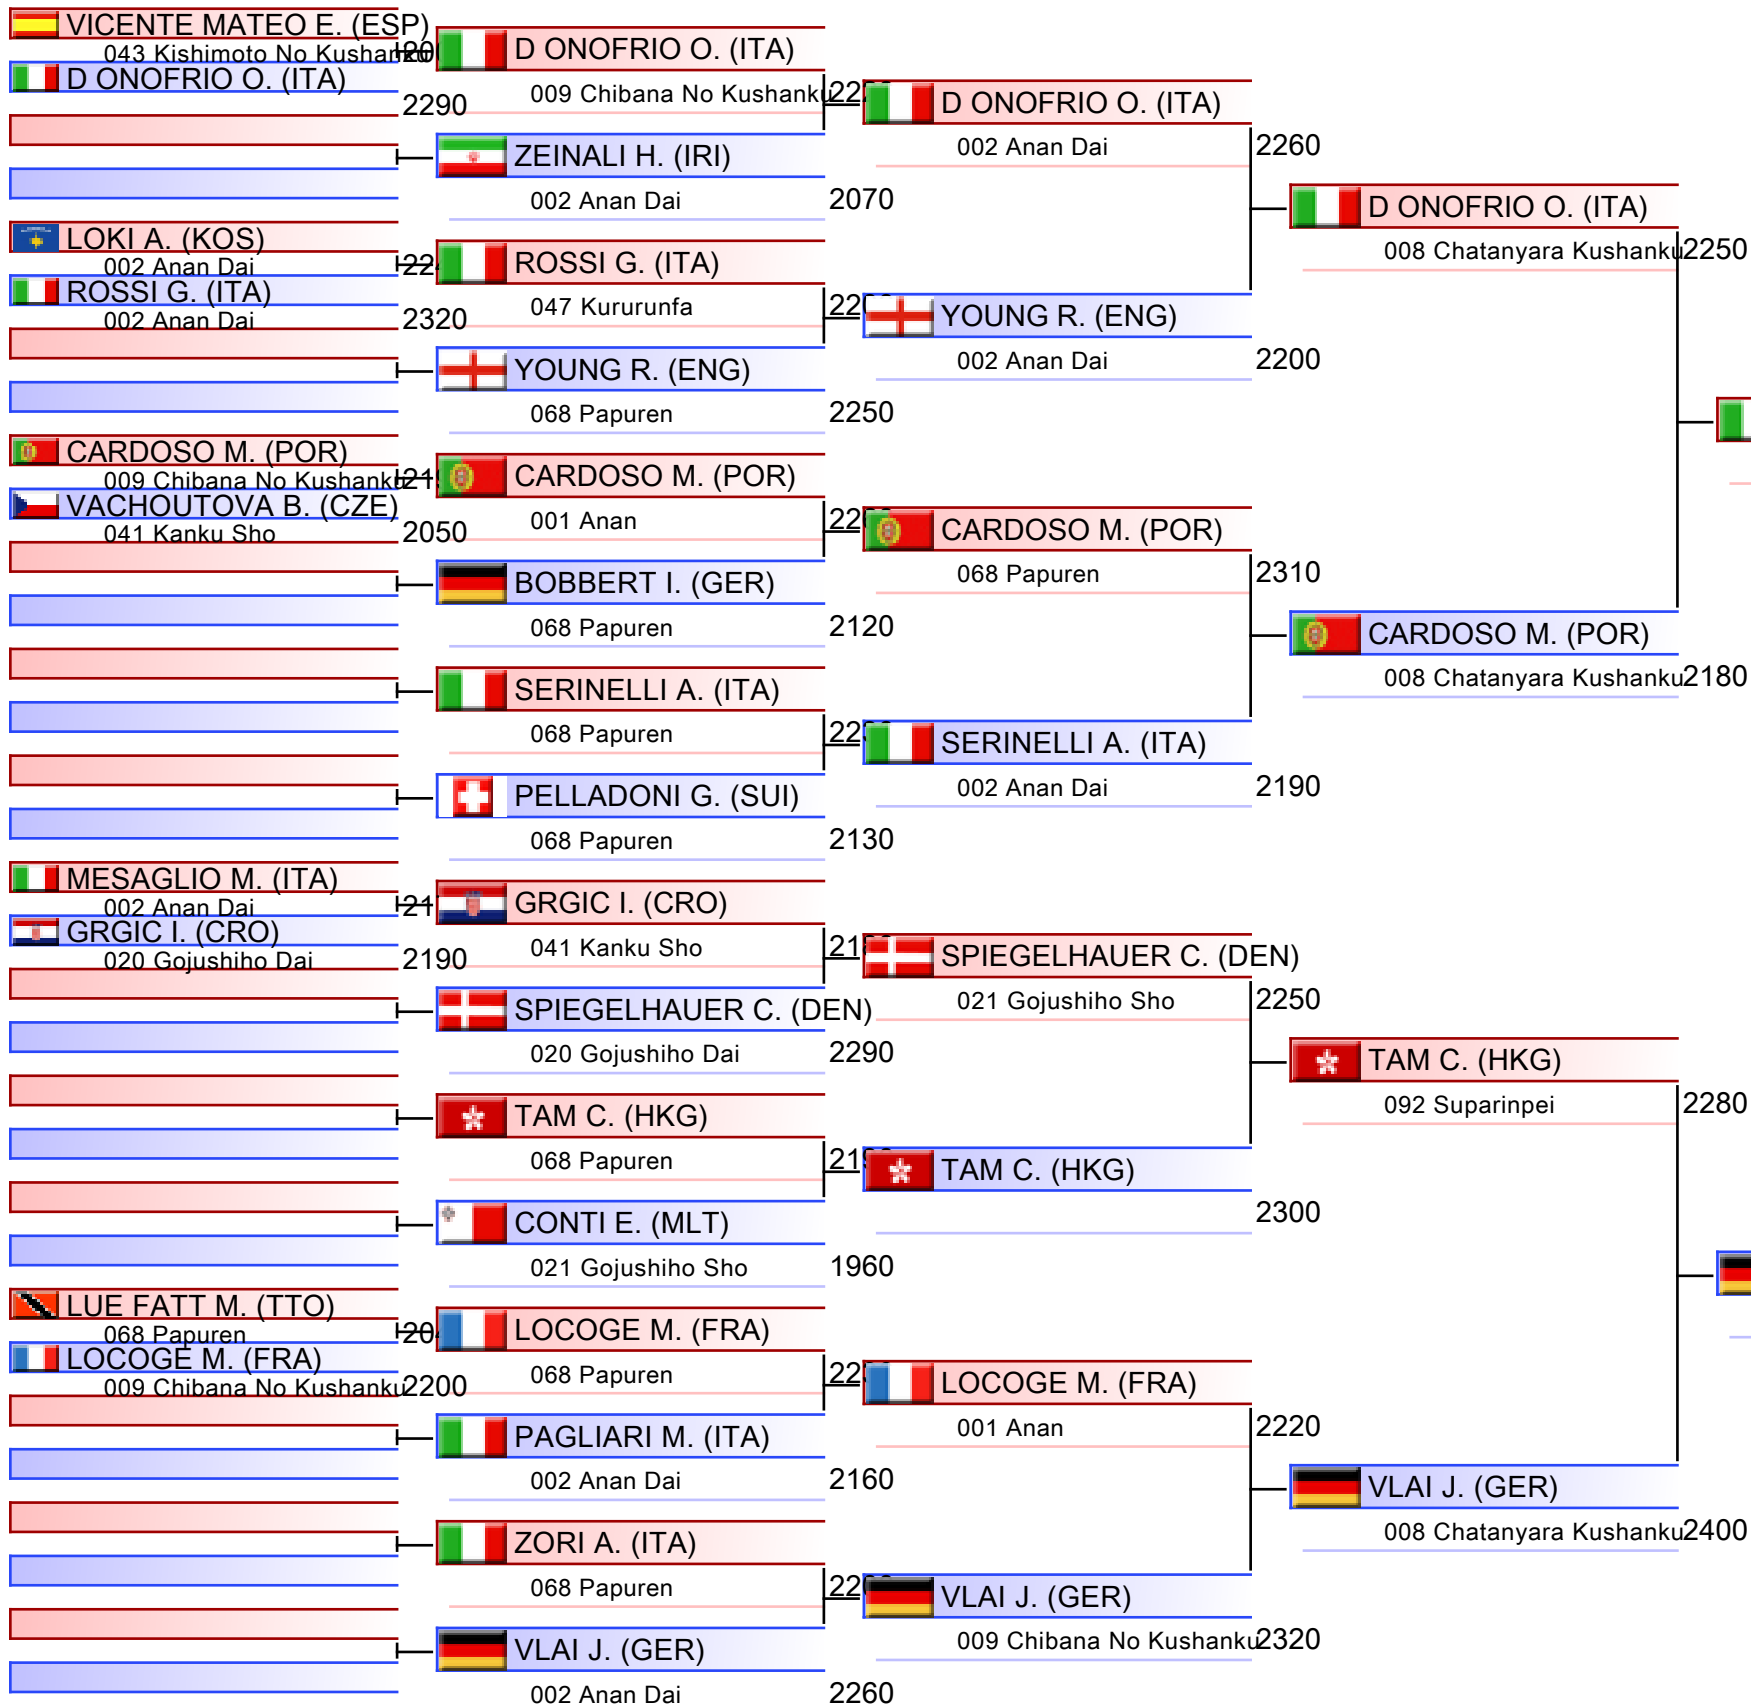 VICENTE MATEO E. (ESP)
043 Kishimoto No Kushanku
D ONOFRIO O. (ITA)
2290
LOKI A. (KOS)
002 Anan Dai
ROSSI G. (ITA)
002 Anan Dai
2320
CARDOSO M. (POR)
009 Chibana No Kushanku
VACHOUTOVA B. (CZE)
041 Kanku Sho
2050
MESAGLIO M. (ITA)
002 Anan Dai
GRGIC I. (CRO)
020 Gojushiho Dai
2190
LUE FATT M. (TTO)
068 Papuren
LOCOGE M. (FRA)
009 Chibana No Kushanku
2200
D ONOFRIO O. (ITA)
009 Chibana No Kushanku
ZEINALI H. (IRI)
002 Anan Dai
2070
ROSSI G. (ITA)
047 Kururunfa
YOUNG R. (ENG)
068 Papuren
2250
CARDOSO M. (POR)
001 Anan
BOBBERT I. (GER)
068 Papuren
2120
SERINELLI A. (ITA)
068 Papuren
PELLADONI G. (SUI)
068 Papuren
2130
GRGIC I. (CRO)
041 Kanku Sho
SPIEGELHAUER C. (DEN)
020 Gojushiho Dai
2290
TAM C. (HKG)
068 Papuren
CONTI E. (MLT)
021 Gojushiho Sho
1960
LOCOGE M. (FRA)
068 Papuren
PAGLIARI M. (ITA)
002 Anan Dai
2160
ZORI A. (ITA)
068 Papuren
VLAI J. (GER)
002 Anan Dai
2260
D ONOFRIO O. (ITA)
002 Anan Dai
2260
YOUNG R. (ENG)
002 Anan Dai
2200
CARDOSO M. (POR)
068 Papuren
2310
SERINELLI A. (ITA)
002 Anan Dai
2190
SPIEGELHAUER C. (DEN)
021 Gojushiho Sho
2250
TAM C. (HKG)
2300
LOCOGE M. (FRA)
001 Anan
2220
VLAI J. (GER)
009 Chibana No Kushanku
2320
D ONOFRIO O. (ITA)
008 Chatanyara Kushanku
2250
CARDOSO M. (POR)
008 Chatanyara Kushanku
2180
TAM C. (HKG)
092 Suparinpei
2280
VLAI J. (GER)
008 Chatanyara Kushanku
2400